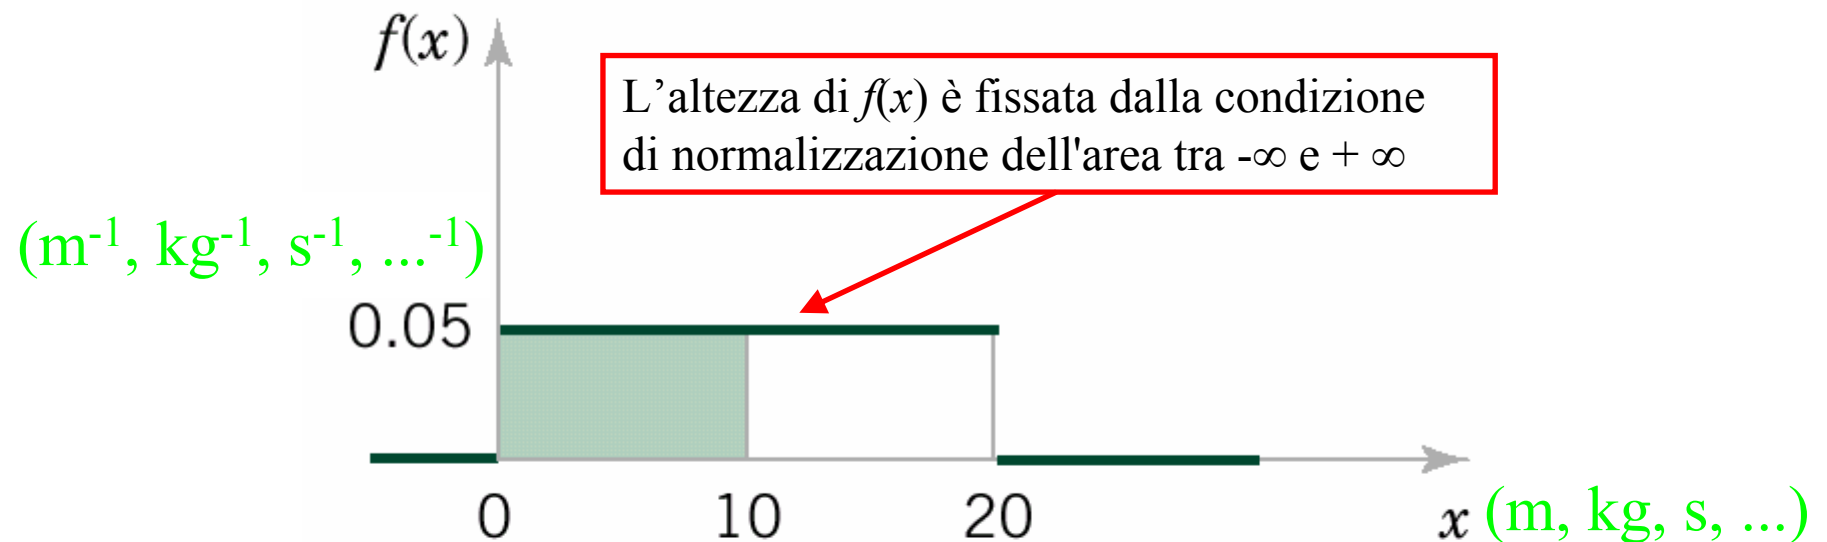 f(x)
L’altezza di f(x) è fissata dalla condizione
di normalizzazione dell'area tra -∞ e + ∞
(m⁻¹, kg⁻¹, s⁻¹, ...⁻¹)
0.05
0 10 20
x (m, kg, s, ...)